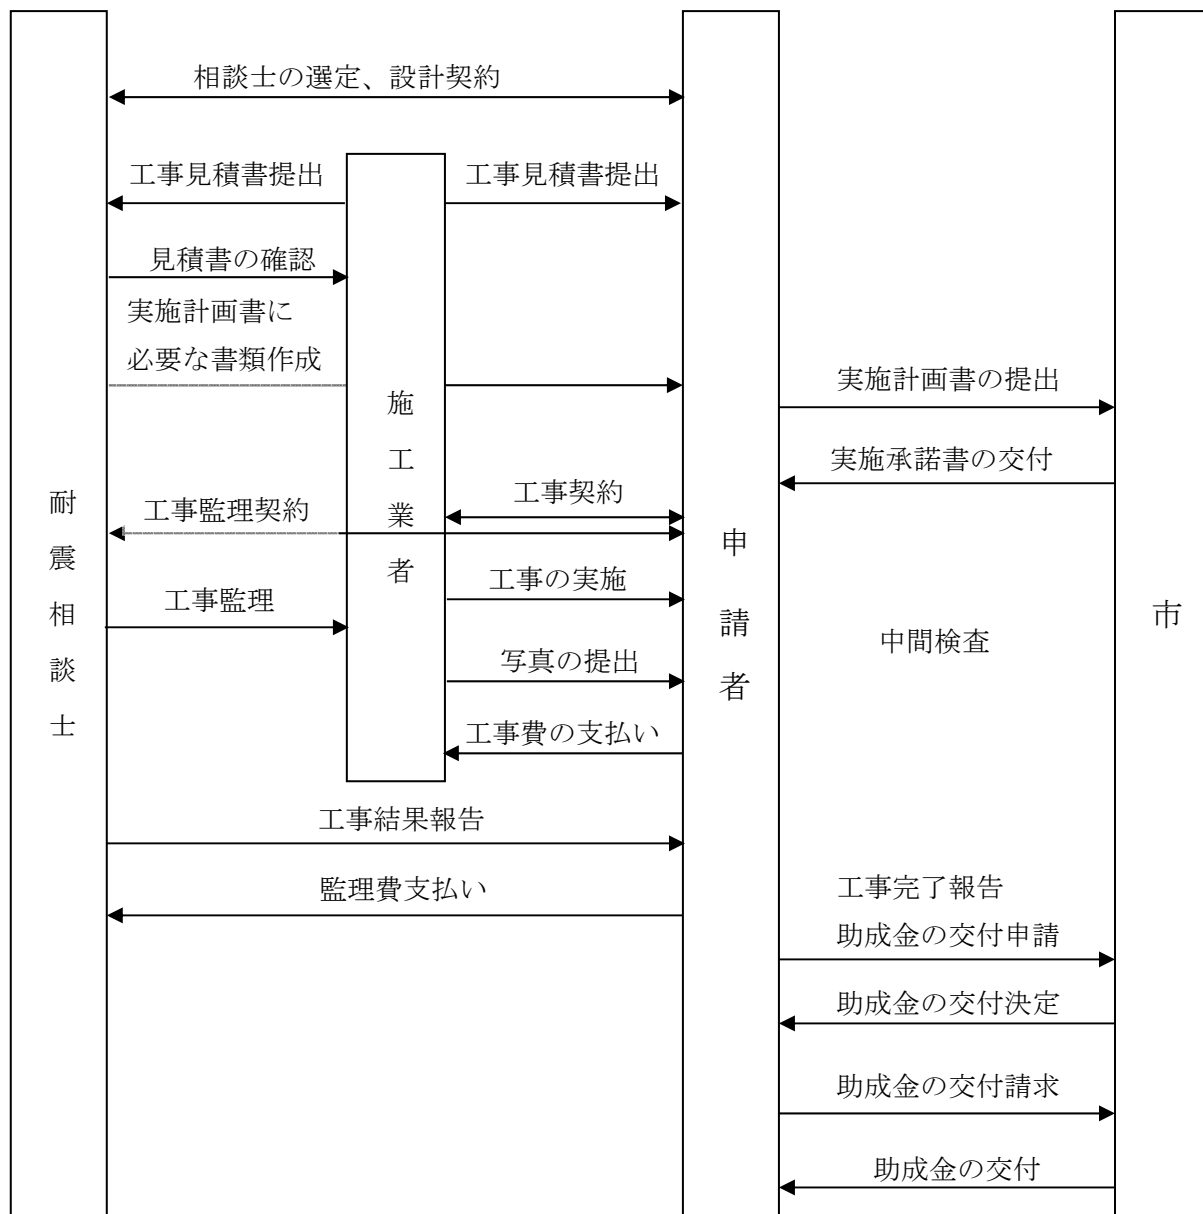 相談士の選定、設計契約
工事見積書提出
工事見積書提出
見積書の確認
実施計画書に
必要な書類作成
実施計画書の提出
実施承諾書の交付
工事契約
工事監理契約
工事の実施
工事監理
中間検査
写真の提出
工事費の支払い
工事結果報告
監理費支払い
工事完了報告
助成金の交付申請
助成金の交付決定
助成金の交付請求
助成金の交付
耐震相談士
施工業者
申請者
市